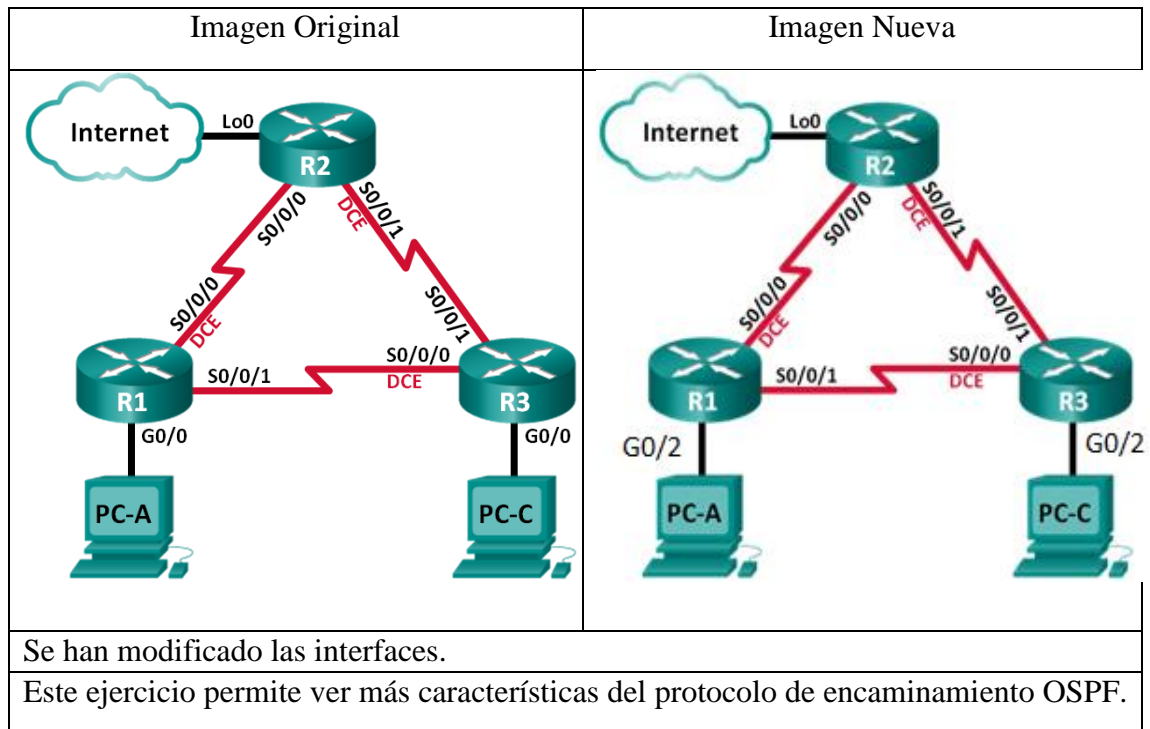 Imagen Original
Imagen Nueva
Internet
Lo0
R2
S0/0/0
DCE
S0/0/1
S0/0/0
DCE
S0/0/1
R1
S0/0/1
S0/0/0
DCE
R3
G0/0
G0/0
PC-A
PC-C
Internet
Lo0
R2
S0/0/0
DCE
S0/0/1
S0/0/0
DCE
S0/0/1
R1
S0/0/1
S0/0/0
DCE
R3
G0/2
G0/2
PC-A
PC-C
Se han modificado las interfaces.
Este ejercicio permite ver más características del protocolo de encaminamiento OSPF.